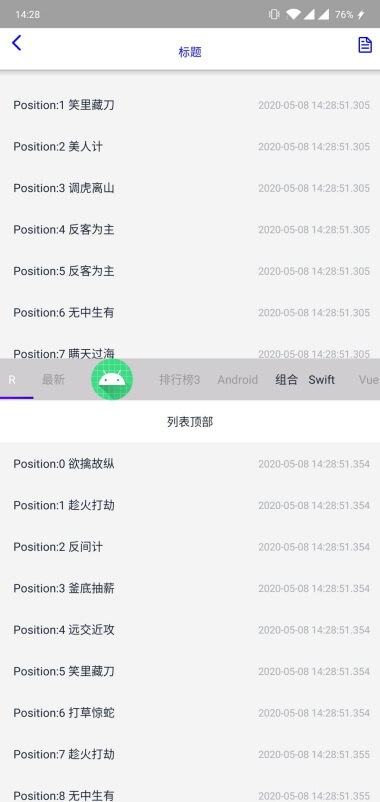 14:28 76%
标题
Position:1 笑里藏刀 2020-05-08 14:28:51.305
Position:2 美人计 2020-05-08 14:28:51.305
Position:3 调虎离山 2020-05-08 14:28:51.305
Position:4 反客为主 2020-05-08 14:28:51.305
Position:5 反客为主 2020-05-08 14:28:51.305
Position:6 无中生有 2020-05-08 14:28:51.305
Position:7 瞒天过海 2020-05-08 14:28:51.305
R 最新 排行榜3 Android 组合 Swift Vue
列表顶部
Position:0 欲擒故纵 2020-05-08 14:28:51.354
Position:1 趁火打劫 2020-05-08 14:28:51.354
Position:2 反间计 2020-05-08 14:28:51.354
Position:3 釜底抽薪 2020-05-08 14:28:51.354
Position:4 远交近攻 2020-05-08 14:28:51.354
Position:5 笑里藏刀 2020-05-08 14:28:51.354
Position:6 打草惊蛇 2020-05-08 14:28:51.354
Position:7 趁火打劫 2020-05-08 14:28:51.355
Position:8 无中生有 2020-05-08 14:28:51.355